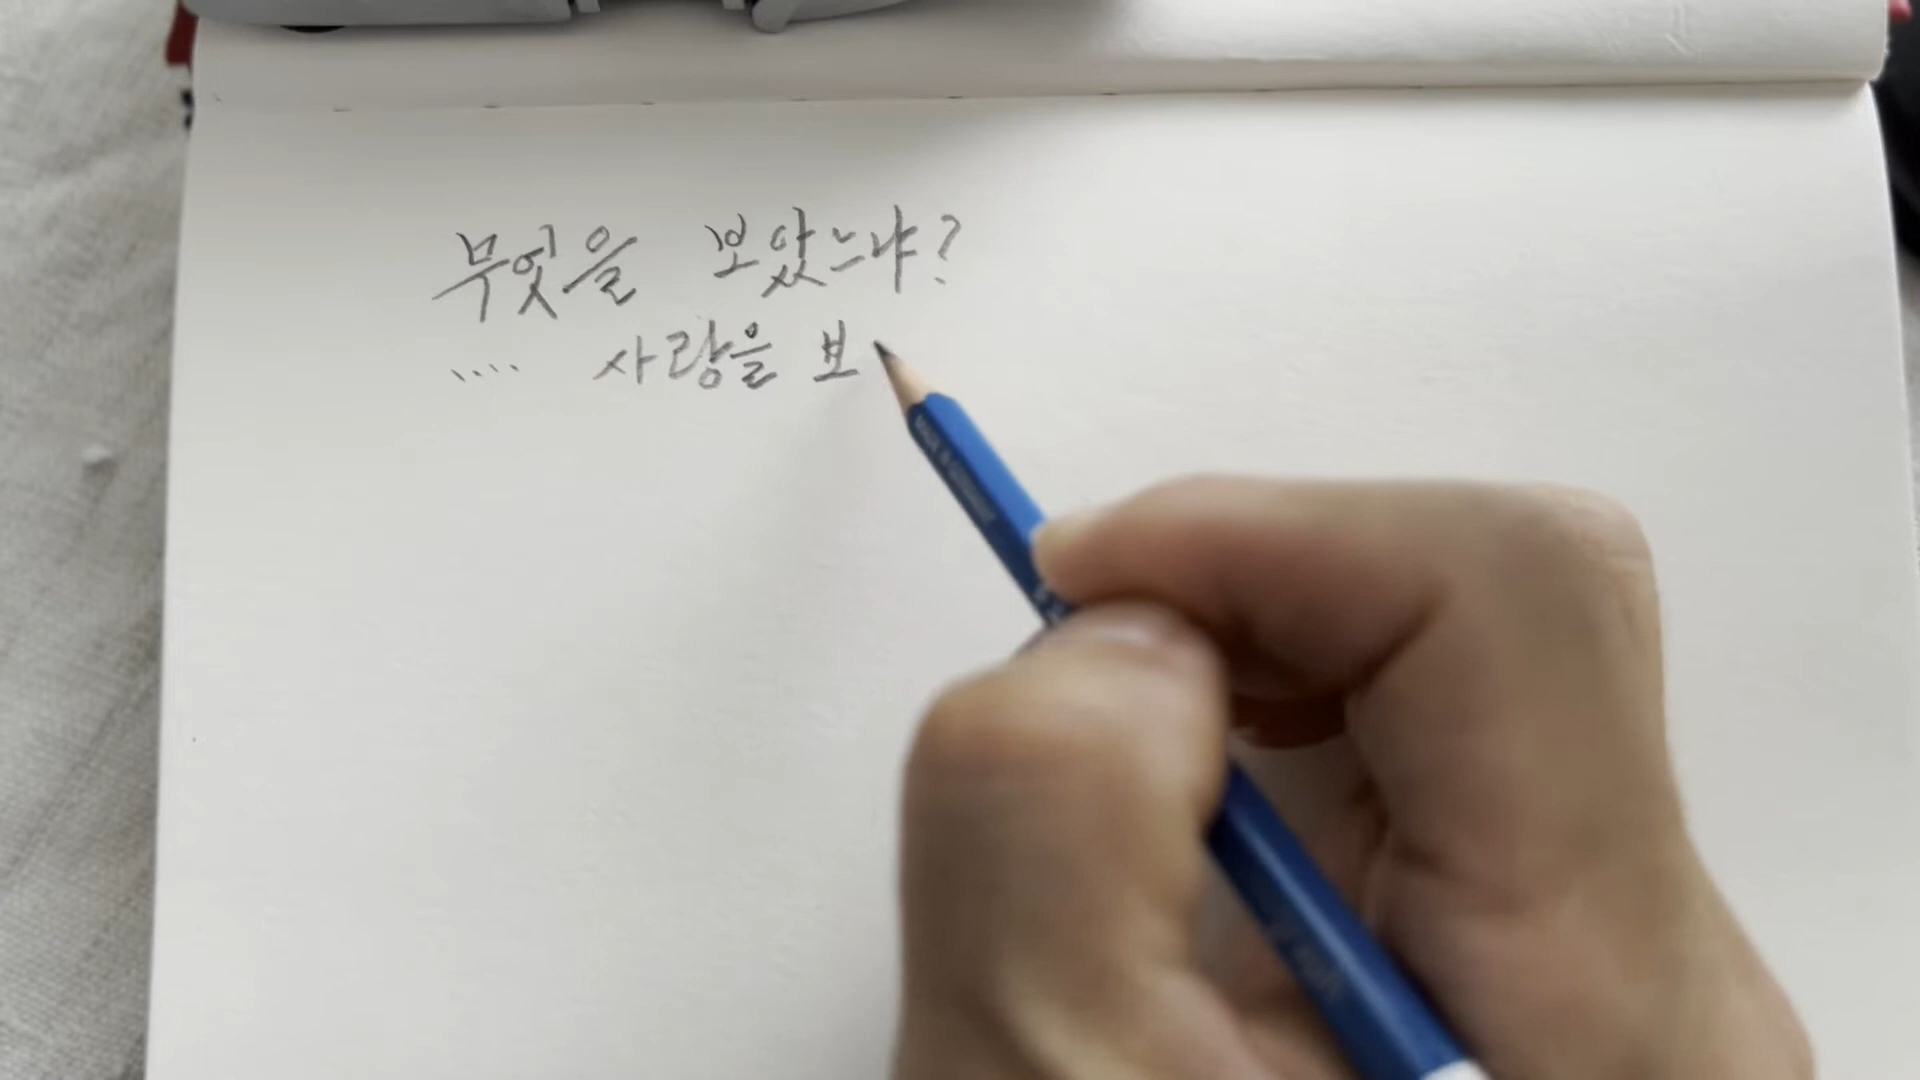 무엇을 보았느냐?
.... 사랑을 보